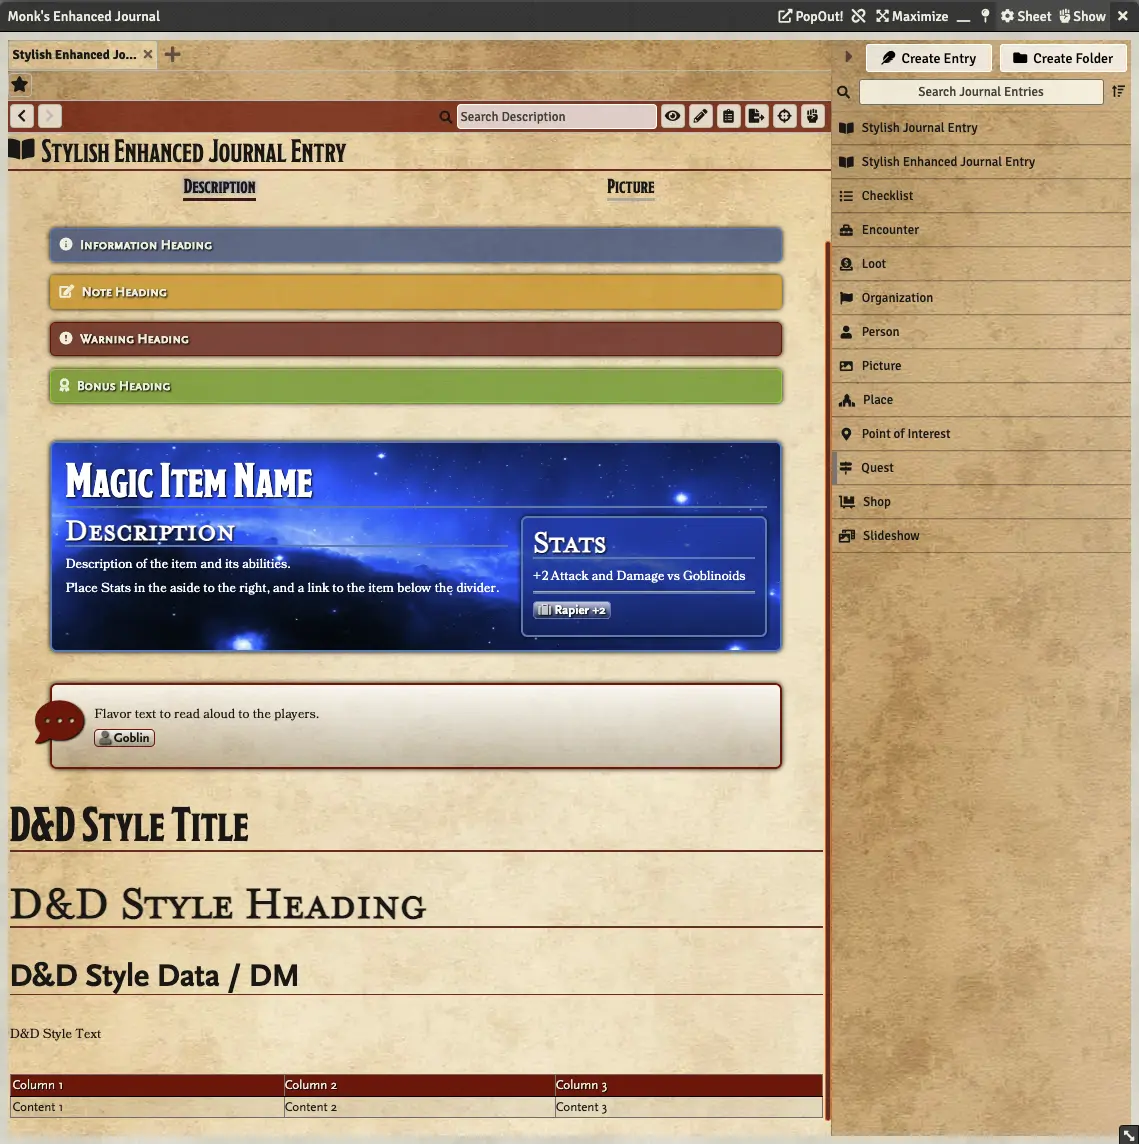 Monk's Enhanced Journal
PopOut!
Maximize
Sheet
Show
Stylish Enhanced Jo...
Search Description
Stylish Enhanced Journal Entry
Description
Picture
Information Heading
Note Heading
Warning Heading
Bonus Heading
Magic Item Name
Description
Description of the item and its abilities.
Place Stats in the aside to the right, and a link to the item below the divider.
Stats
+2 Attack and Damage vs Goblinoids
Rapier +2
Flavor text to read aloud to the players.
Goblin
D&D Style Title
D&D Style Heading
D&D Style Data / DM
D&D Style Text
Column 1 Column 2 Column 3
Content 1 Content 2 Content 3
Create Entry
Create Folder
Search Journal Entries
Stylish Journal Entry
Stylish Enhanced Journal Entry
Checklist
Encounter
Loot
Organization
Person
Picture
Place
Point of Interest
Quest
Shop
Slideshow